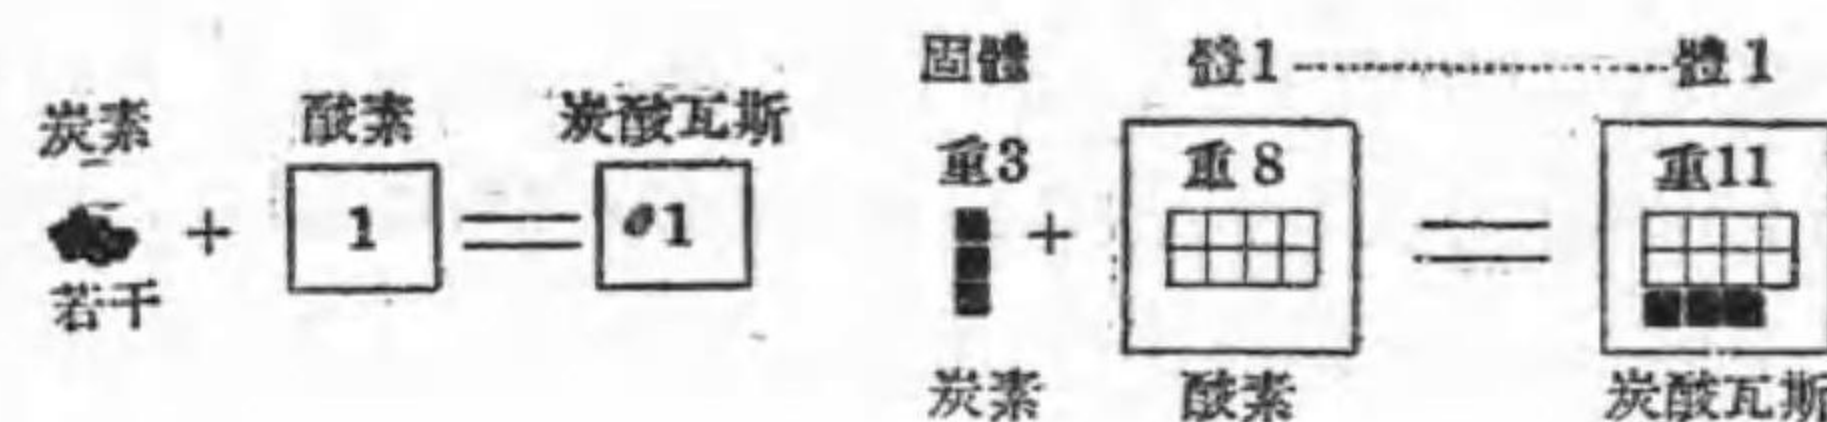 炭素 酸素 炭酸瓦斯
+ 1 = 1
若干
固體 體1 體1
重3 重8 重11
+ =
炭素 酸素 炭酸瓦斯